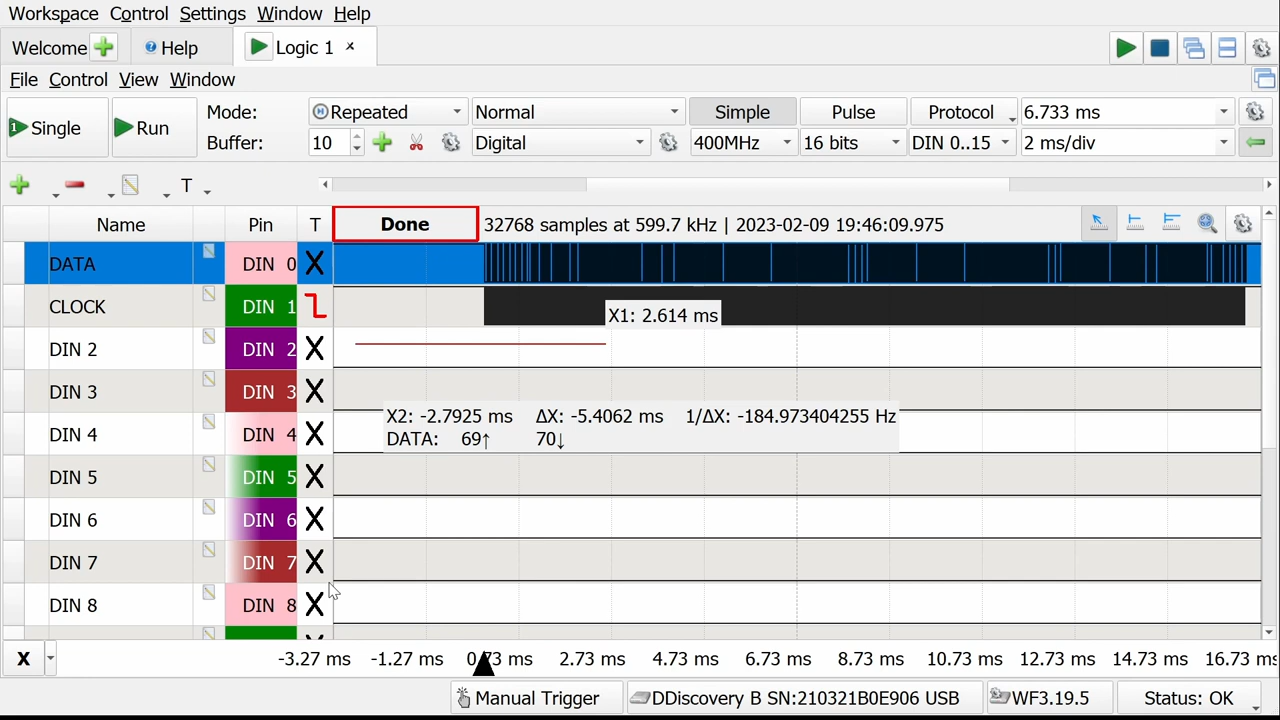 Workspace Control Settings Window Help
Welcome Help Logic 1
File Control View Window
Single Run Mode: Repeated Normal Simple Pulse Protocol 6.733 ms
Buffer: 10 Digital 400MHz 16 bits DIN 0..15 2 ms/div
T
Name Pin T Done 32768 samples at 599.7 kHz | 2023-02-09 19:46:09.975
DATA DIN 0 X
CLOCK DIN 1
X1: 2.614 ms
DIN 2 DIN 2 X
DIN 3 DIN 3 X
X2: -2.7925 ms ΔX: -5.4062 ms 1/ΔX: -184.973404255 Hz
DIN 4 DIN 4 X
DATA: 69↑ 70↓
DIN 5 DIN 5 X
DIN 6 DIN 6 X
DIN 7 DIN 7 X
DIN 8 DIN 8 X
X -3.27 ms -1.27 ms 0.73 ms 2.73 ms 4.73 ms 6.73 ms 8.73 ms 10.73 ms 12.73 ms 14.73 ms 16.73 ms
Manual Trigger DDiscovery B SN:210321B0E906 USB WF3.19.5 Status: OK